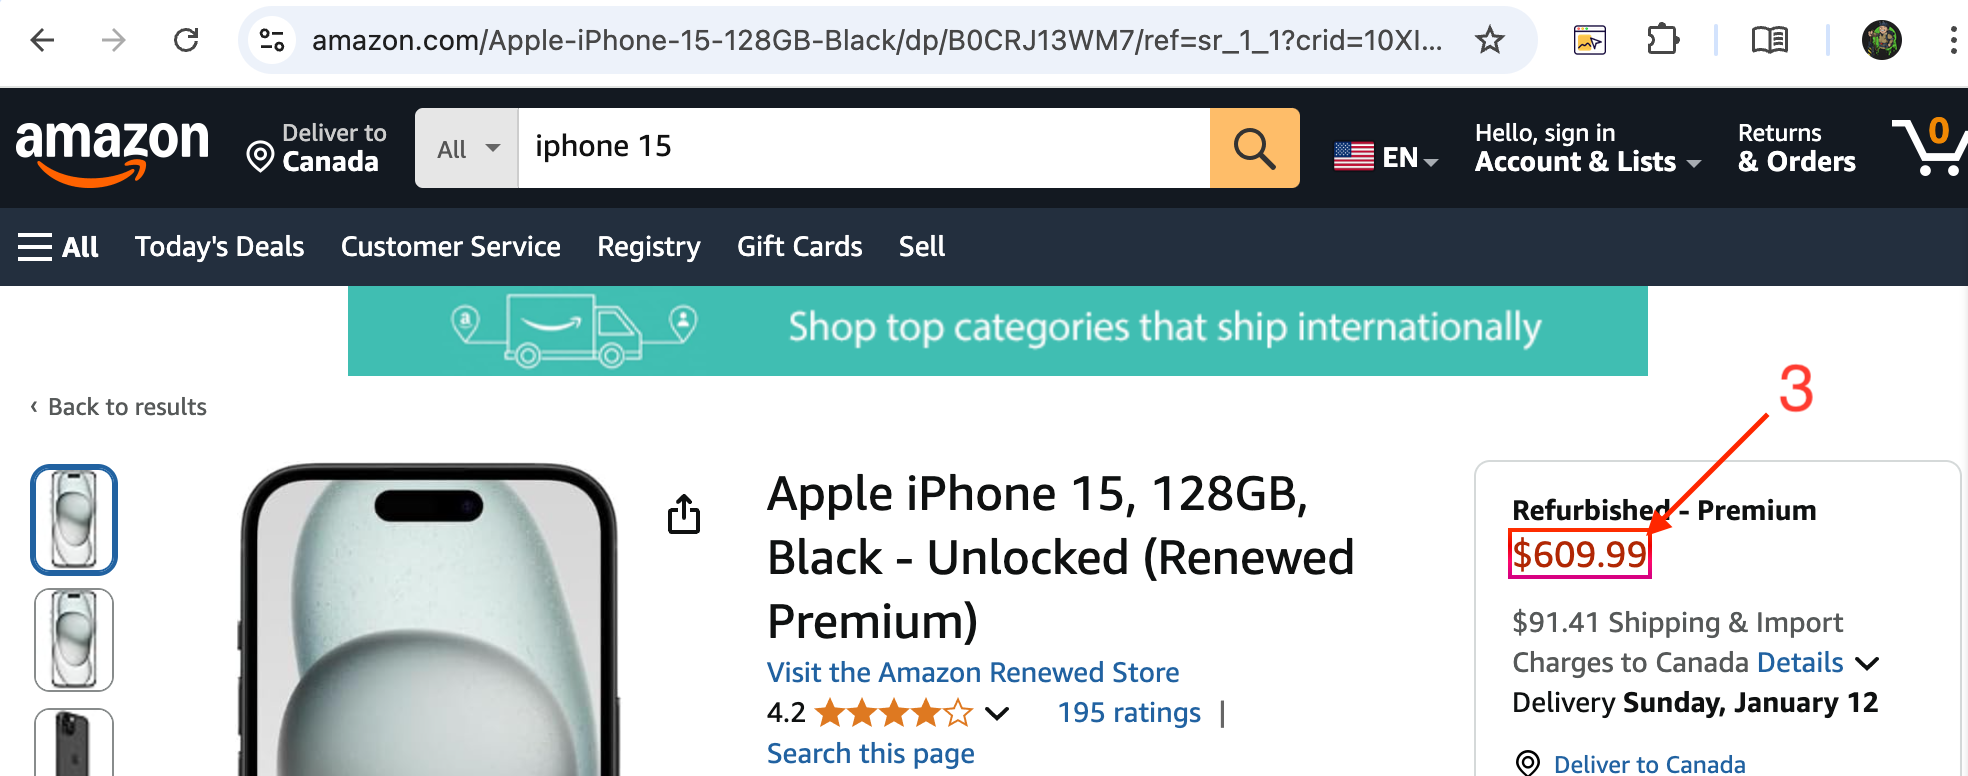 amazon.com/Apple-iPhone-15-128GB-Black/dp/B0CRJ13WM7/ref=sr_1_1?crid=10XI...
amazon
Deliver to
Canada
All
iphone 15
EN
Hello, sign in
Account & Lists
Returns
& Orders
0
All
Today's Deals
Customer Service
Registry
Gift Cards
Sell
a
Shop top categories that ship internationally
‹ Back to results
3
Apple iPhone 15, 128GB,
Black - Unlocked (Renewed
Premium)
Visit the Amazon Renewed Store
4.2
195 ratings |
Search this page
Refurbished - Premium
$609.99
$91.41 Shipping & Import
Charges to Canada Details
Delivery Sunday, January 12
Deliver to Canada